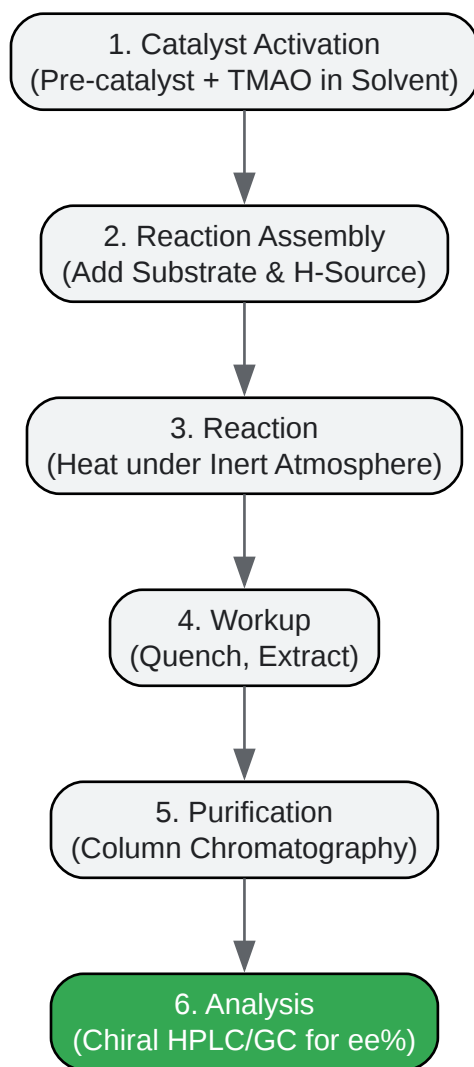 1. Catalyst Activation
(Pre-catalyst + TMAO in Solvent)
2. Reaction Assembly
(Add Substrate & H-Source)
3. Reaction
(Heat under Inert Atmosphere)
4. Workup
(Quench, Extract)
5. Purification
(Column Chromatography)
6. Analysis
(Chiral HPLC/GC for ee%)